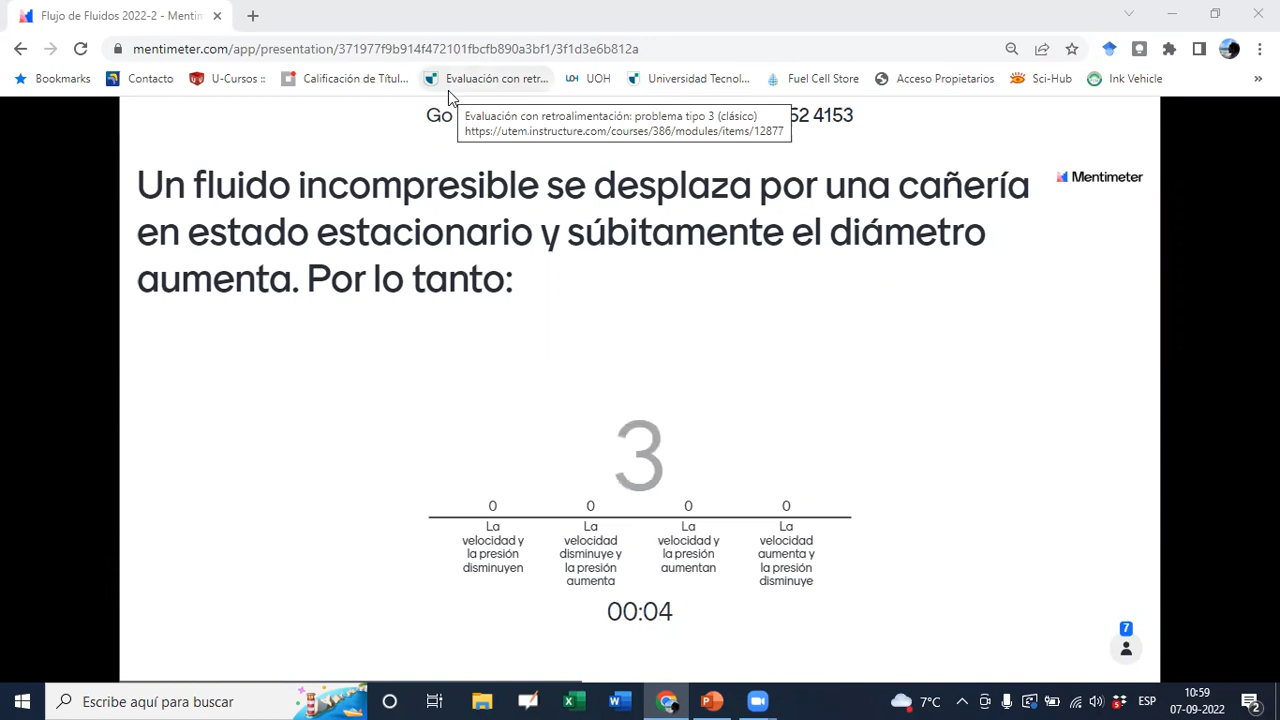 Flujo de Fluidos 2022-2 - Mentin
mentimeter.com/app/presentation/371977f9b914f472101fbcfb890a5bf1/3f1d3e6b812a
Bookmarks Contacto U-Cursos :: Calificación de Títul... Evaluación con retr... UOH Universidad Tecnol... Fuel Cell Store Acceso Propietarios Sci-Hub Ink Vehicle »
Go 52 4153
Evaluación con retroalimentación: problema tipo 3 (clásico)
https://utem.instructure.com/courses/386/modules/items/12877
Mentimeter
Un fluido incompresible se desplaza por una cañería
en estado estacionario y súbitamente el diámetro
aumenta. Por lo tanto:
3
0 0 0 0
La
velocidad y
la presión
disminuyen
La
velocidad
disminuye y
la presión
aumenta
La
velocidad y
la presión
aumentan
La
velocidad
aumenta y
la presión
disminuye
00:04
7
Escribe aquí para buscar
7°C
ESP
10:59
07-09-2022
2